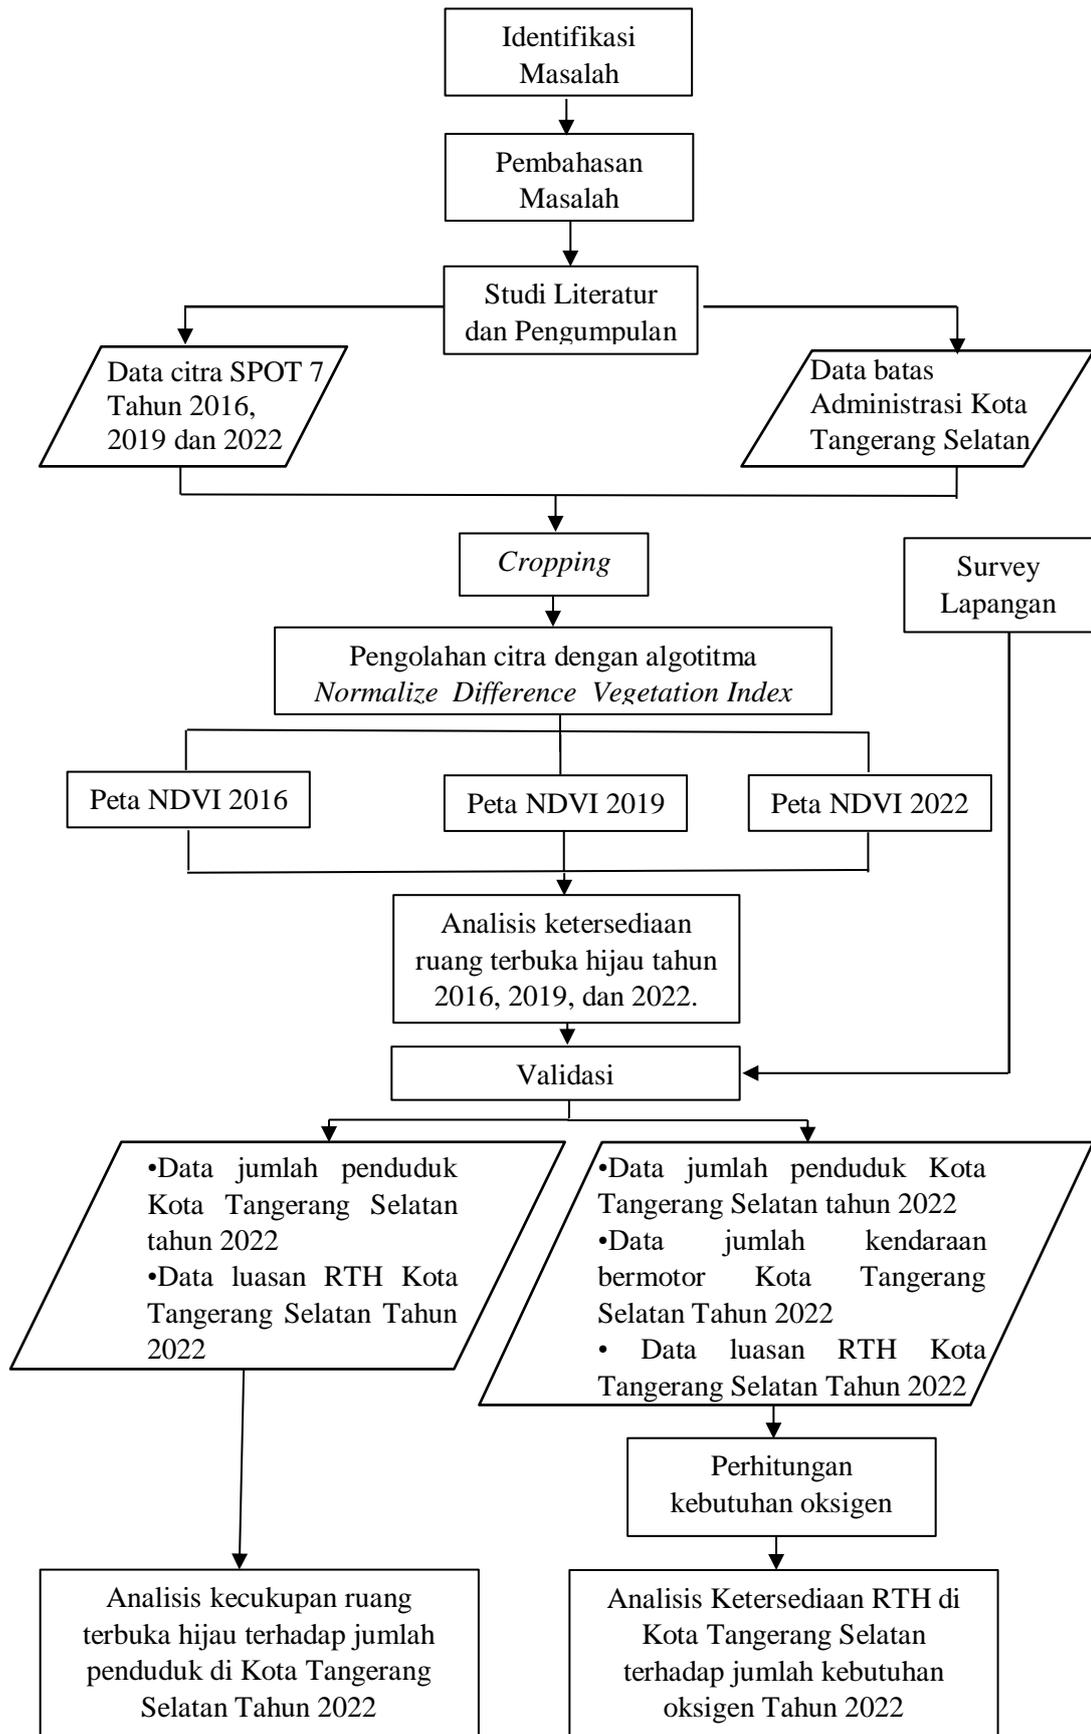 Identifikasi
Masalah
Pembahasan
Masalah
Studi Literatur
dan Pengumpulan
Data citra SPOT 7
Tahun 2016,
2019 dan 2022
Data batas
Administrasi Kota
Tangerang Selatan
Cropping
Survey
Lapangan
Pengolahan citra dengan algotitma
Normalize Difference Vegetation Index
Peta NDVI 2016
Peta NDVI 2019
Peta NDVI 2022
Analisis ketersediaan
ruang terbuka hijau tahun
2016, 2019, dan 2022.
Validasi
•Data jumlah penduduk
Kota Tangerang Selatan
tahun 2022
•Data luasan RTH Kota
Tangerang Selatan Tahun
2022
•Data jumlah penduduk Kota
Tangerang Selatan tahun 2022
•Data jumlah kendaraan
bermotor Kota Tangerang
Selatan Tahun 2022
• Data luasan RTH Kota
Tangerang Selatan Tahun 2022
Perhitungan
kebutuhan oksigen
Analisis kecukupan ruang
terbuka hijau terhadap jumlah
penduduk di Kota Tangerang
Selatan Tahun 2022
Analisis Ketersediaan RTH di
Kota Tangerang Selatan
terhadap jumlah kebutuhan
oksigen Tahun 2022